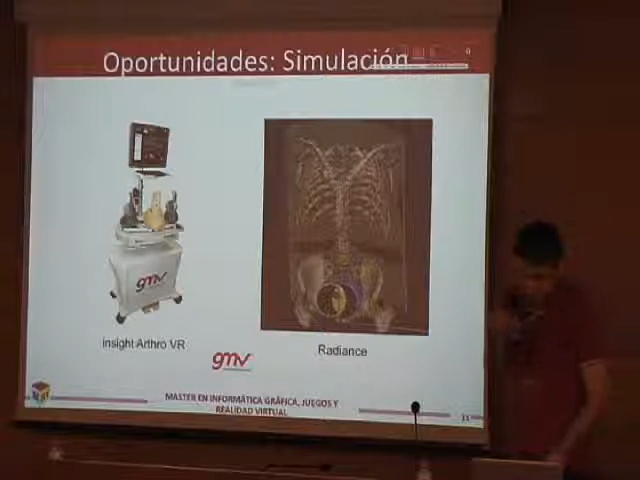 Oportunidades: Simulación
gmv
insight Arthro VR
Radiance
gmv
MASTER EN INFORMÁTICA GRÁFICA, JUEGOS Y
REALIDAD VIRTUAL